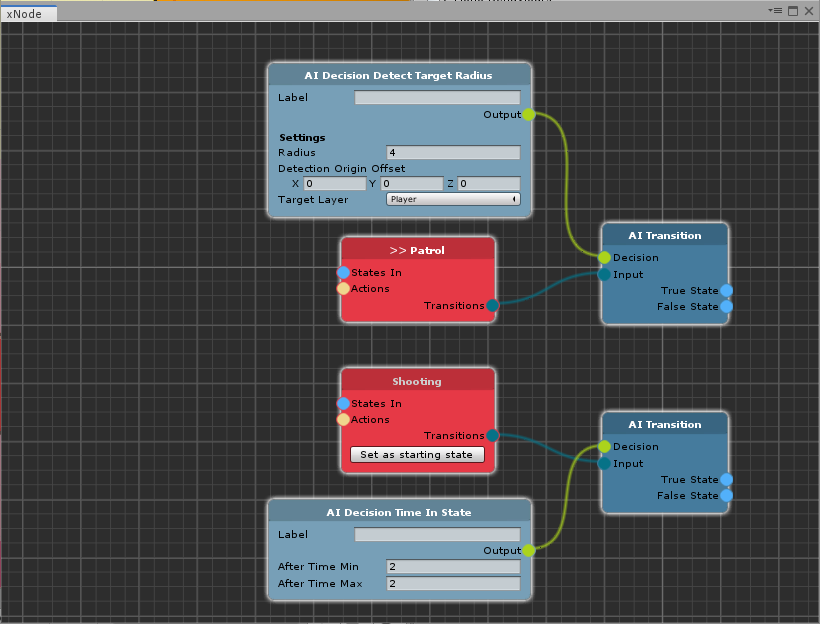 xNode
AI Decision Detect Target Radius
Label
Output
Settings
Radius 4
Detection Origin Offset
X 0 Y 0 Z 0
Target Layer Player
>> Patrol
States In
Actions
Transitions
AI Transition
Decision
Input
True State
False State
Shooting
States In
Actions
Transitions
Set as starting state
AI Transition
Decision
Input
True State
False State
AI Decision Time In State
Label
Output
After Time Min 2
After Time Max 2